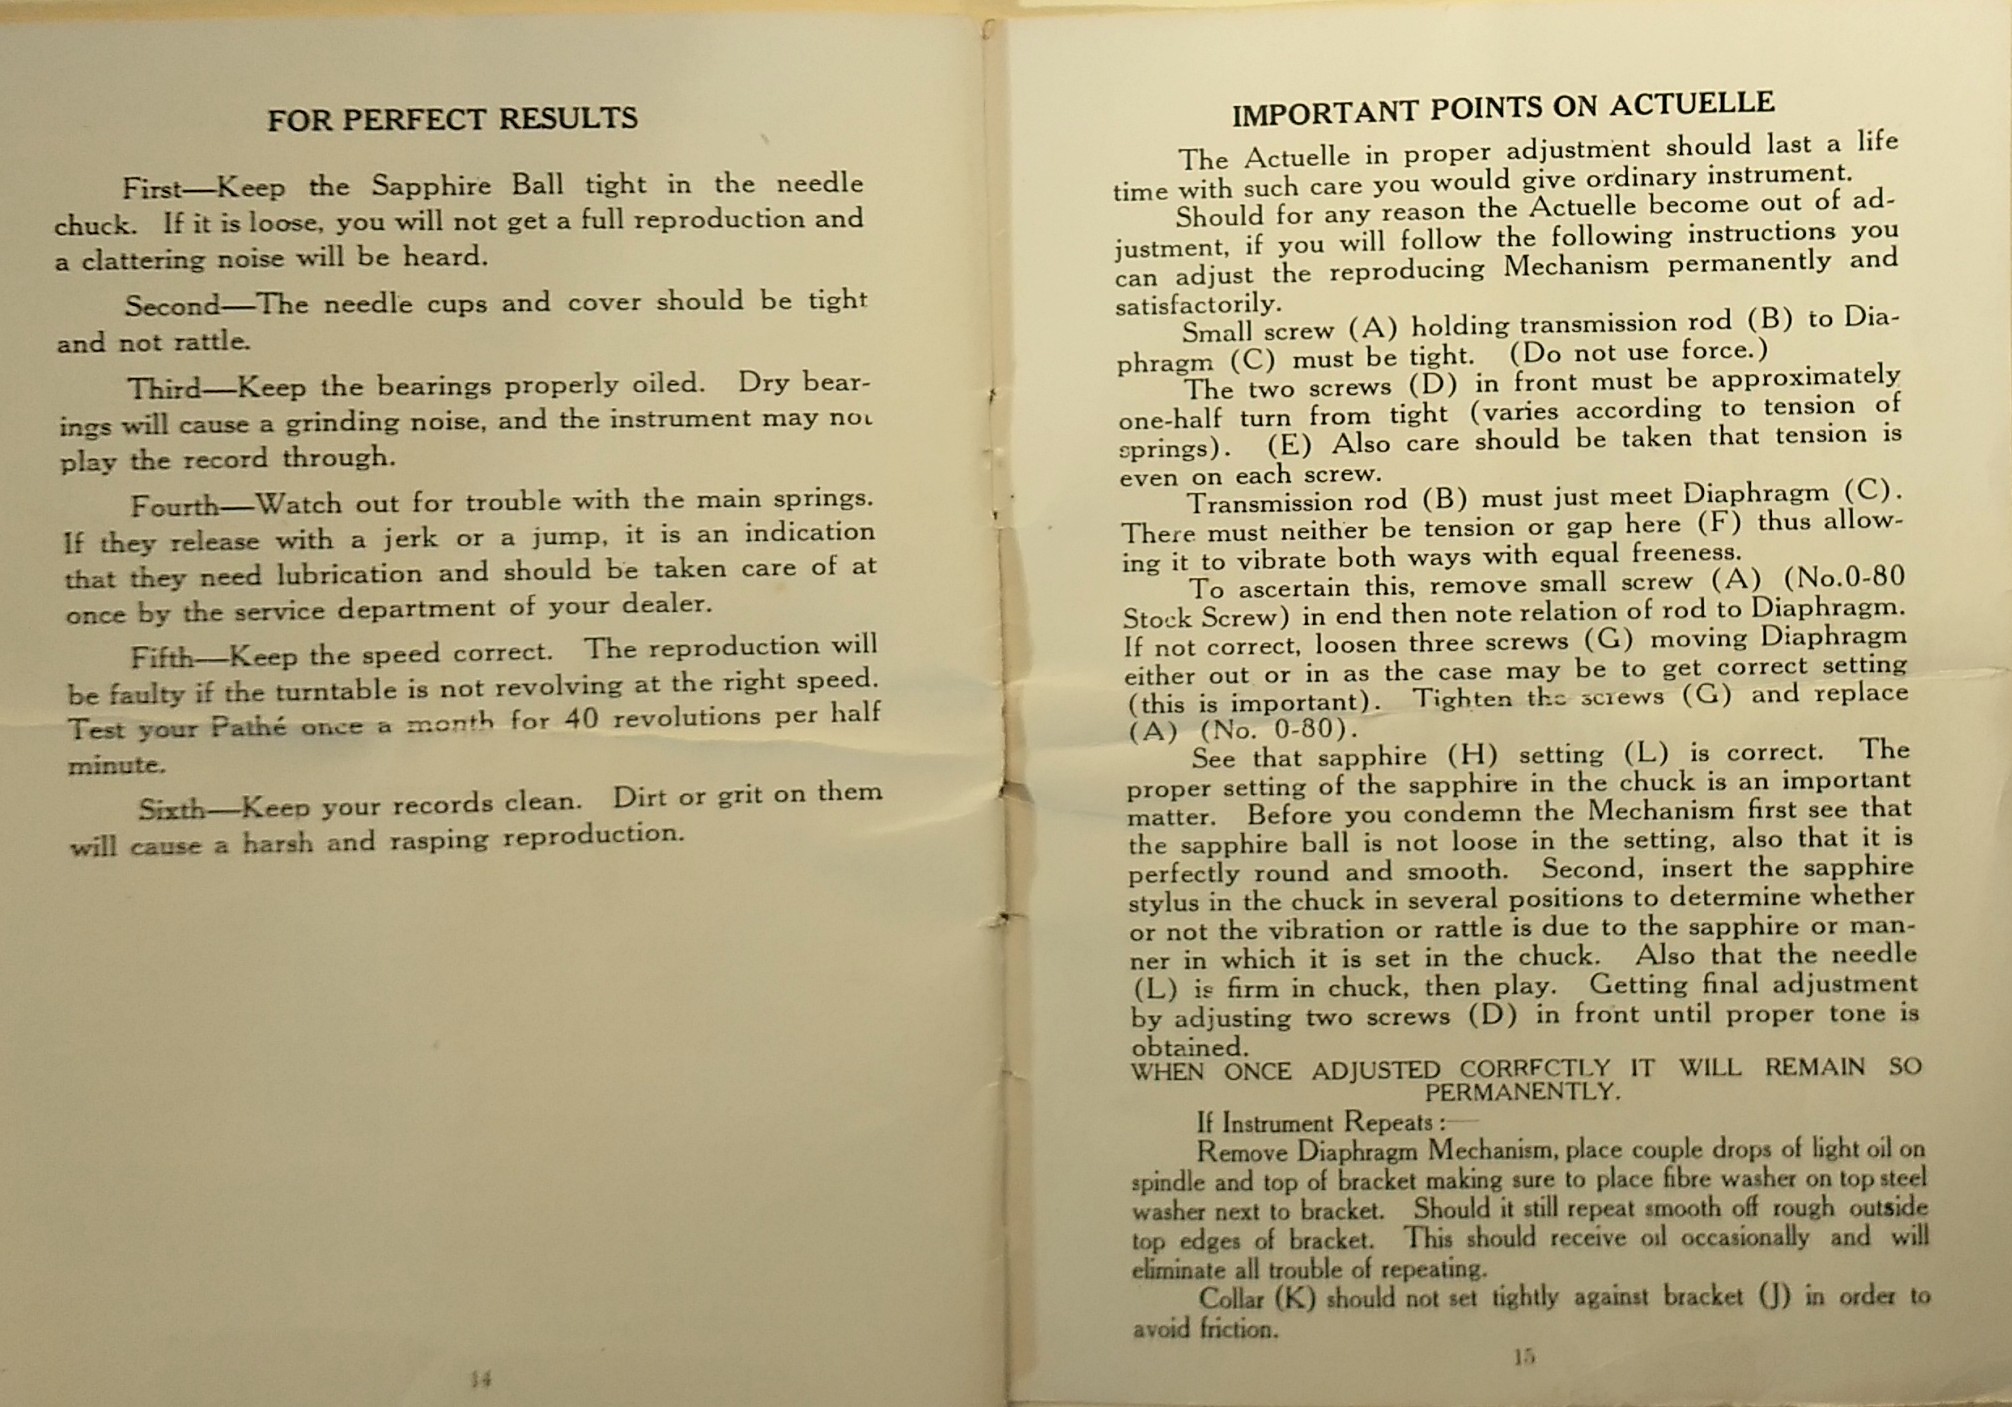 FOR PERFECT RESULTS
First—Keep the Sapphire Ball tight in the needle
chuck. If it is loose, you will not get a full reproduction and
a clattering noise will be heard.
Second—The needle cups and cover should be tight
and not rattle.
Third—Keep the bearings properly oiled. Dry bear-
ings will cause a grinding noise, and the instrument may not
play the record through.
Fourth—Watch out for trouble with the main springs.
If they release with a jerk or a jump, it is an indication
that they need lubrication and should be taken care of at
once by the service department of your dealer.
Fifth—Keep the speed correct. The reproduction will
be faulty if the turntable is not revolving at the right speed.
Test your Pathé once a month for 40 revolutions per half
minute.
Sixth—Keep your records clean. Dirt or grit on them
will cause a harsh and rasping reproduction.
14
IMPORTANT POINTS ON ACTUELLE
The Actuelle in proper adjustment should last a life
time with such care you would give ordinary instrument.
Should for any reason the Actuelle become out of ad-
justment, if you will follow the following instructions you
can adjust the reproducing Mechanism permanently and
satisfactorily.
Small screw (A) holding transmission rod (B) to Dia-
phragm (C) must be tight. (Do not use force.)
The two screws (D) in front must be approximately
one-half turn from tight (varies according to tension of
springs). (E) Also care should be taken that tension is
even on each screw.
Transmission rod (B) must just meet Diaphragm (C).
There must neither be tension or gap here (F) thus allow-
ing it to vibrate both ways with equal freeness.
To ascertain this, remove small screw (A) (No.0-80
Stock Screw) in end then note relation of rod to Diaphragm.
If not correct, loosen three screws (G) moving Diaphragm
either out or in as the case may be to get correct setting
(this is important). Tighten the screws (G) and replace
(A) (No. 0-80).
See that sapphire (H) setting (L) is correct. The
proper setting of the sapphire in the chuck is an important
matter. Before you condemn the Mechanism first see that
the sapphire ball is not loose in the setting, also that it is
perfectly round and smooth. Second, insert the sapphire
stylus in the chuck in several positions to determine whether
or not the vibration or rattle is due to the sapphire or man-
ner in which it is set in the chuck. Also that the needle
(L) is firm in chuck, then play. Getting final adjustment
by adjusting two screws (D) in front until proper tone is
obtained.
WHEN ONCE ADJUSTED CORRECTLY IT WILL REMAIN SO
PERMANENTLY.
If Instrument Repeats:—
Remove Diaphragm Mechanism, place couple drops of light oil on
spindle and top of bracket making sure to place fibre washer on top steel
washer next to bracket. Should it still repeat smooth off rough outside
top edges of bracket. This should receive oil occasionally and will
eliminate all trouble of repeating.
Collar (K) should not set tightly against bracket (J) in order to
avoid friction.
15